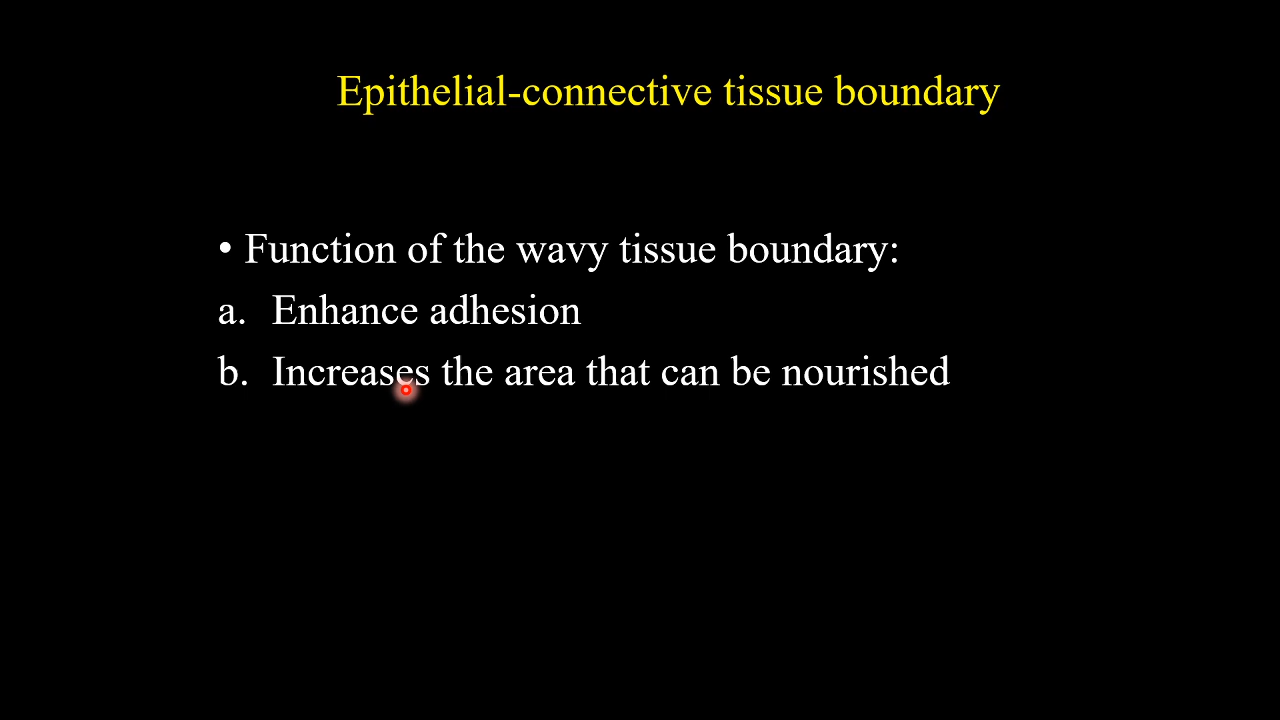 Epithelial-connective tissue boundary
• Function of the wavy tissue boundary:
a. Enhance adhesion
b. Increases the area that can be nourished